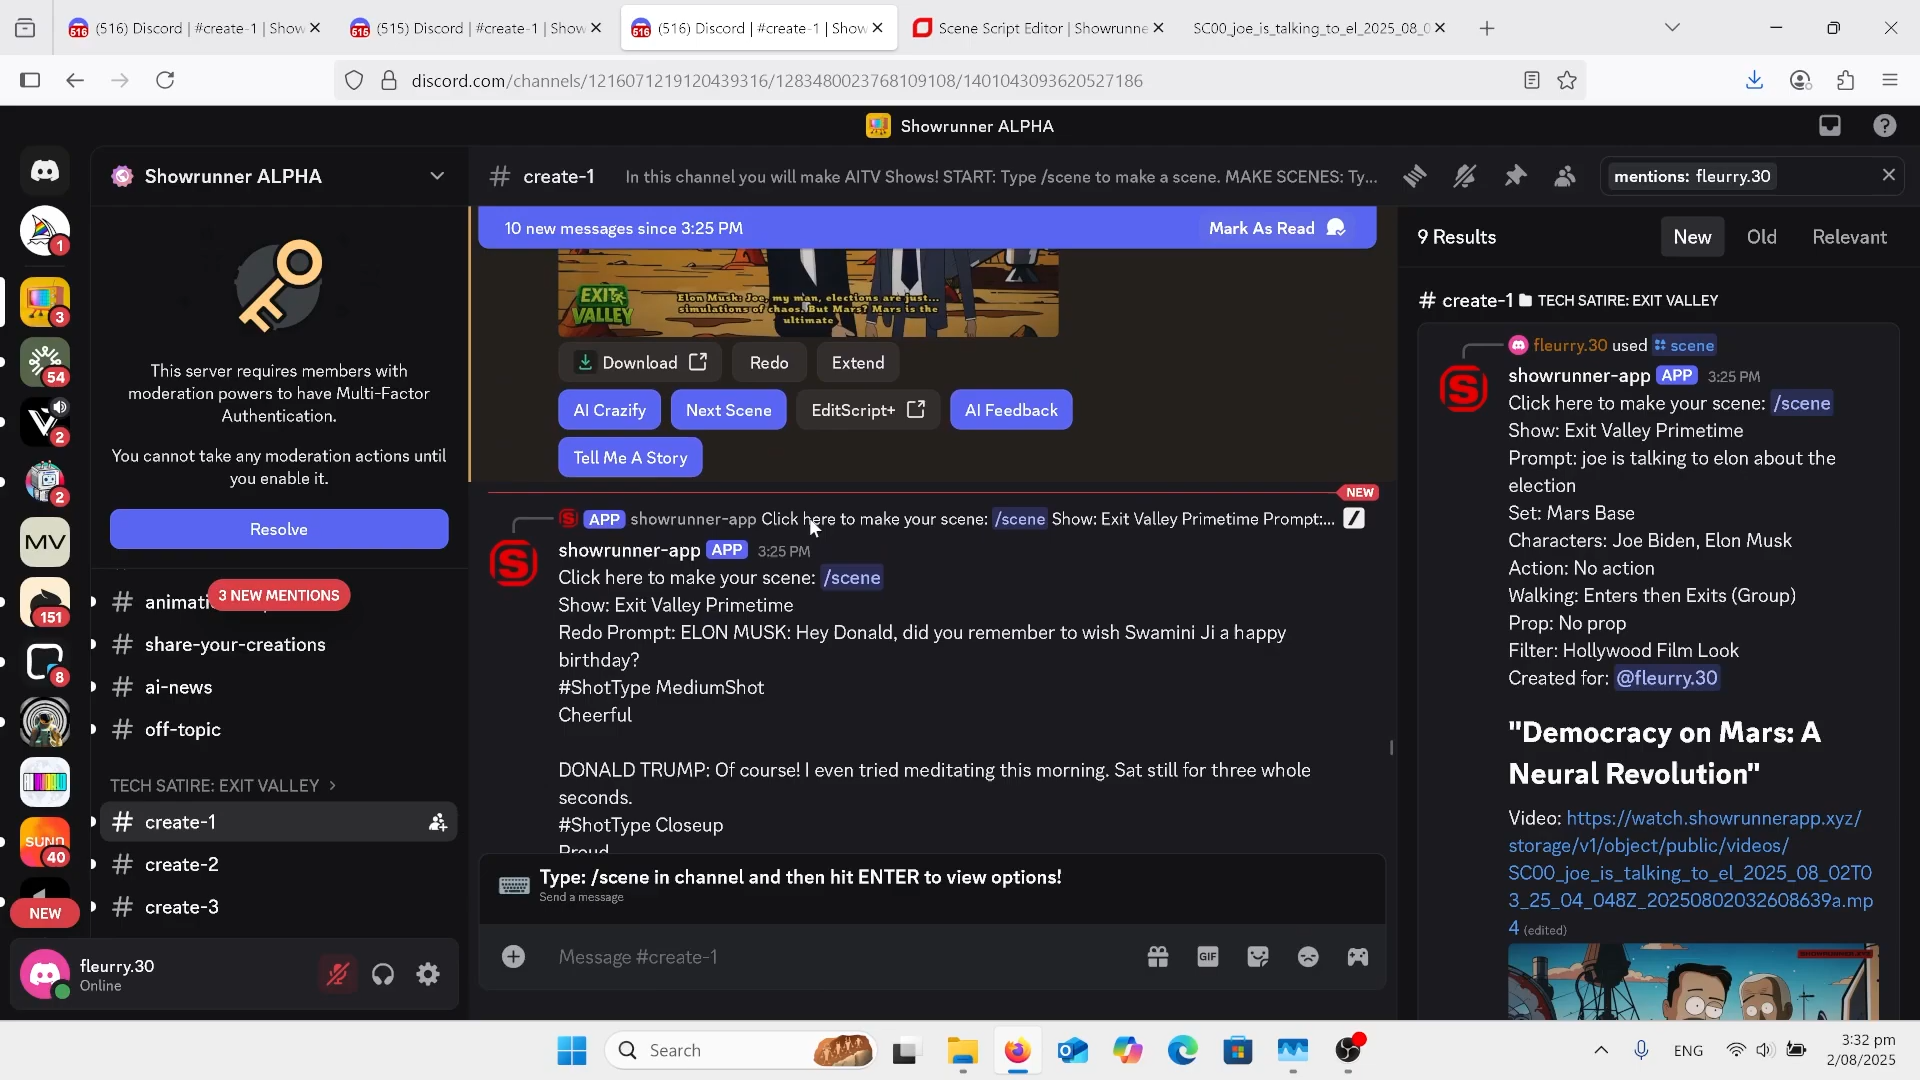 (516) Discord | #create-1 | Show
(515) Discord | #create-1 | Show
(516) Discord | #create-1 | Show
Scene Script Editor | Showrunne
SC00_joe_is_talking_to_el_2025_08_0
discord.com/channels/1216071219120439316/1283480023768109108/1401043093620527186
Showrunner ALPHA
Showrunner ALPHA
create-1
In this channel you will make AITV Shows! START: Type /scene to make a scene. MAKE SCENES: Ty...
mentions: fleurry.30
10 new messages since 3:25 PM
Mark As Read
9 Results
New
Old
Relevant
This server requires members with
moderation powers to have Multi-Factor
Authentication.
You cannot take any moderation actions until
you enable it.
Resolve
3 NEW MENTIONS
animati
share-your-creations
ai-news
off-topic
TECH SATIRE: EXIT VALLEY
create-1
create-2
create-3
fleurry.30
Online
1
3
54
2
2
MV
151
8
SUNO
40
NEW
EXIT VALLEY
Elon Musk: Joe, my man, elections are just...
simulations of chaos. But Mars? Mars is the
ultimate
Download
Redo
Extend
AI Crazify
Next Scene
EditScript+
AI Feedback
Tell Me A Story
NEW
APP showrunner-app Click here to make your scene: /scene Show: Exit Valley Primetime Prompt:...
showrunner-app APP 3:25 PM
Click here to make your scene: /scene
Show: Exit Valley Primetime
Redo Prompt: ELON MUSK: Hey Donald, did you remember to wish Swamini Ji a happy
birthday?
#ShotType MediumShot
Cheerful
DONALD TRUMP: Of course! I even tried meditating this morning. Sat still for three whole
seconds.
#ShotType Closeup
Proud
Type: /scene in channel and then hit ENTER to view options!
Send a message
Message #create-1
GIF
# create-1 TECH SATIRE: EXIT VALLEY
fleurry.30 used scene
showrunner-app APP 3:25 PM
Click here to make your scene: /scene
Show: Exit Valley Primetime
Prompt: joe is talking to elon about the
election
Set: Mars Base
Characters: Joe Biden, Elon Musk
Action: No action
Walking: Enters then Exits (Group)
Prop: No prop
Filter: Hollywood Film Look
Created for: @fleurry.30
"Democracy on Mars: A
Neural Revolution"
Video: https://watch.showrunnerapp.xyz/
storage/v1/object/public/videos/
SC00_joe_is_talking_to_el_2025_08_02T0
3_25_04_048Z_20250802032608639a.mp
4 (edited)
Search
ENG
3:32 pm
2/08/2025